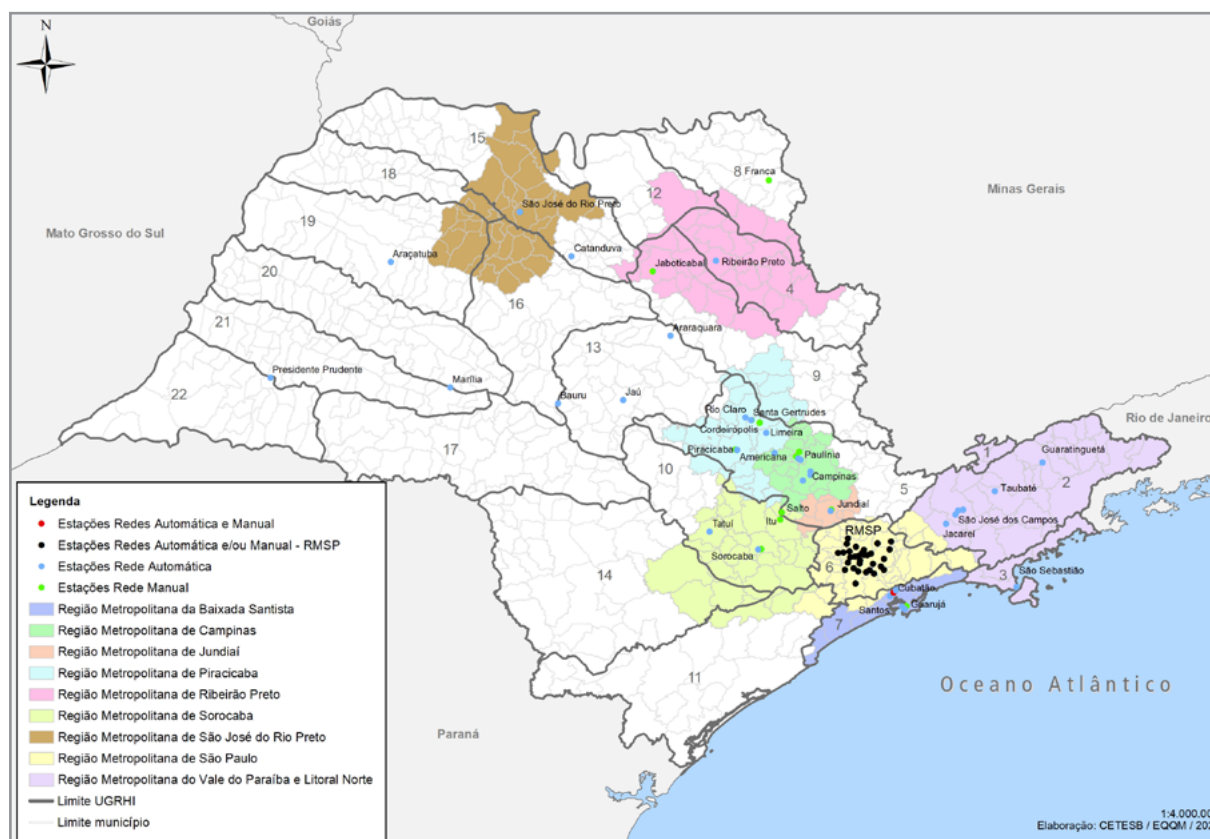 Goiás
N
Minas Gerais
Mato Grosso do Sul
15
18
8
Franca
12
São José do Rio Preto
19
Catanduva
Araçatuba
Jaboticabal
Ribeirão Preto
20
4
16
21
Araraquara
13
22
Presidente Prudente
Marília
9
Bauru
Jaú
Rio Claro
Santa Gertrudes
Rio de Janeiro
Cordeirópolis
Limeira
17
Piracicaba
Americana
Paulínia
1
Guaratinguetá
10
Campinas
5
2
Taubaté
Salto
Jundiaí
Itu
São José dos Campos
Tatuí
RMSP
Jacareí
Sorocaba
6
3
São Sebastião
14
Cubatão
Santos
Guarujá
7
11
Oceano Atlântico
Paraná
Legenda
Estações Redes Automática e Manual
Estações Redes Automática e/ou Manual - RMSP
Estações Rede Automática
Estações Rede Manual
Região Metropolitana da Baixada Santista
Região Metropolitana de Campinas
Região Metropolitana de Jundiaí
Região Metropolitana de Piracicaba
Região Metropolitana de Ribeirão Preto
Região Metropolitana de Sorocaba
Região Metropolitana de São José do Rio Preto
Região Metropolitana de São Paulo
Região Metropolitana do Vale do Paraíba e Litoral Norte
Limite UGRHI
Limite município
1:4.000.00
Elaboração: CETESB / EQQM / 202